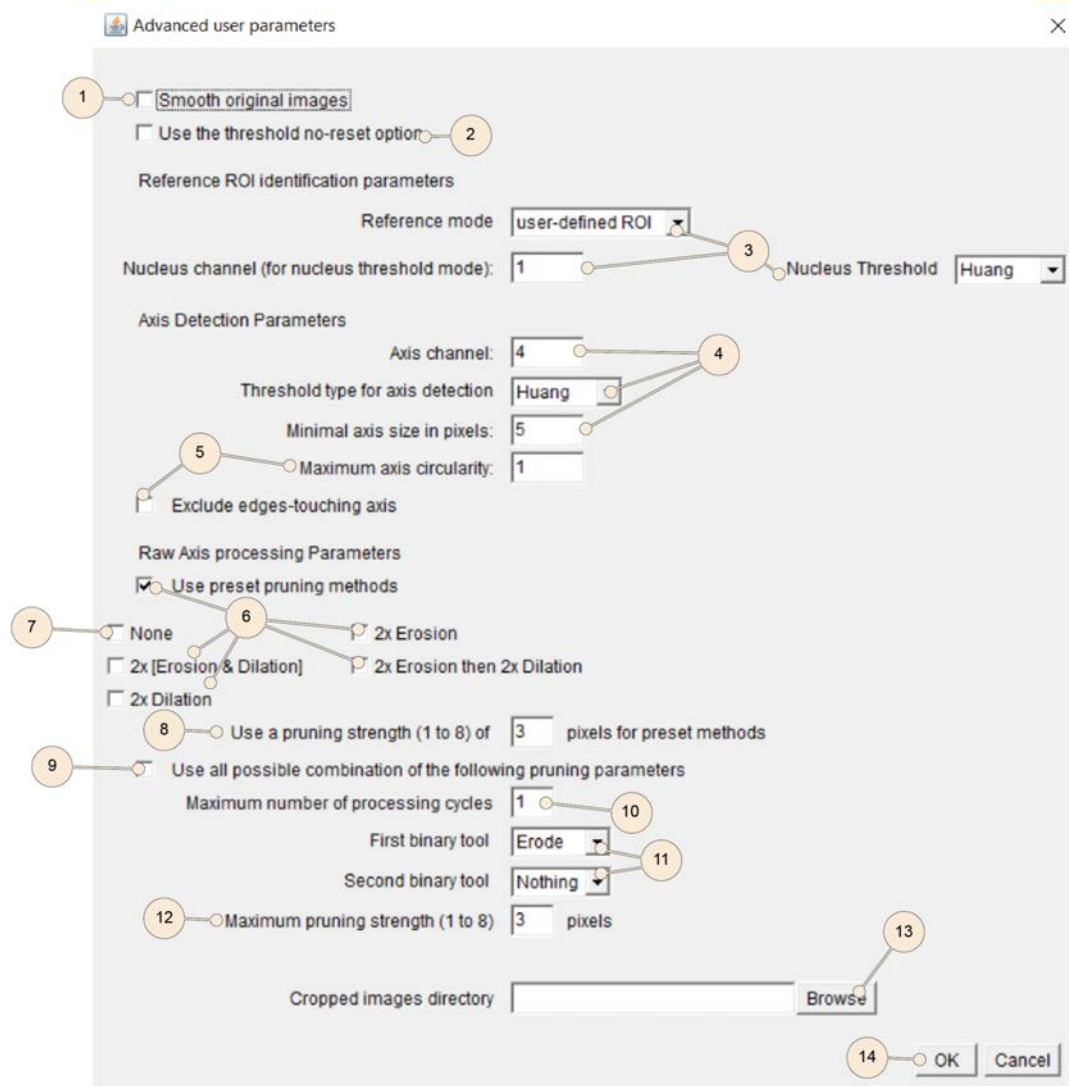 Advanced user parameters
1 Smooth original images
Use the threshold no-reset option 2
Reference ROI identification parameters
Reference mode user-defined ROI
3
Nucleus channel (for nucleus threshold mode): 1 Nucleus Threshold Huang
Axis Detection Parameters
Axis channel: 4 4
Threshold type for axis detection Huang
Minimal axis size in pixels: 5
5
Maximum axis circularity: 1
Exclude edges-touching axis
Raw Axis processing Parameters
Use preset pruning methods
6
7 None 2x Erosion
2x [Erosion & Dilation] 2x Erosion then 2x Dilation
2x Dilation
8 Use a pruning strength (1 to 8) of 3 pixels for preset methods
9 Use all possible combination of the following pruning parameters
Maximum number of processing cycles 1 10
First binary tool Erode
11
Second binary tool Nothing
12 Maximum pruning strength (1 to 8) 3 pixels
13
Cropped images directory Browse
14 OK Cancel